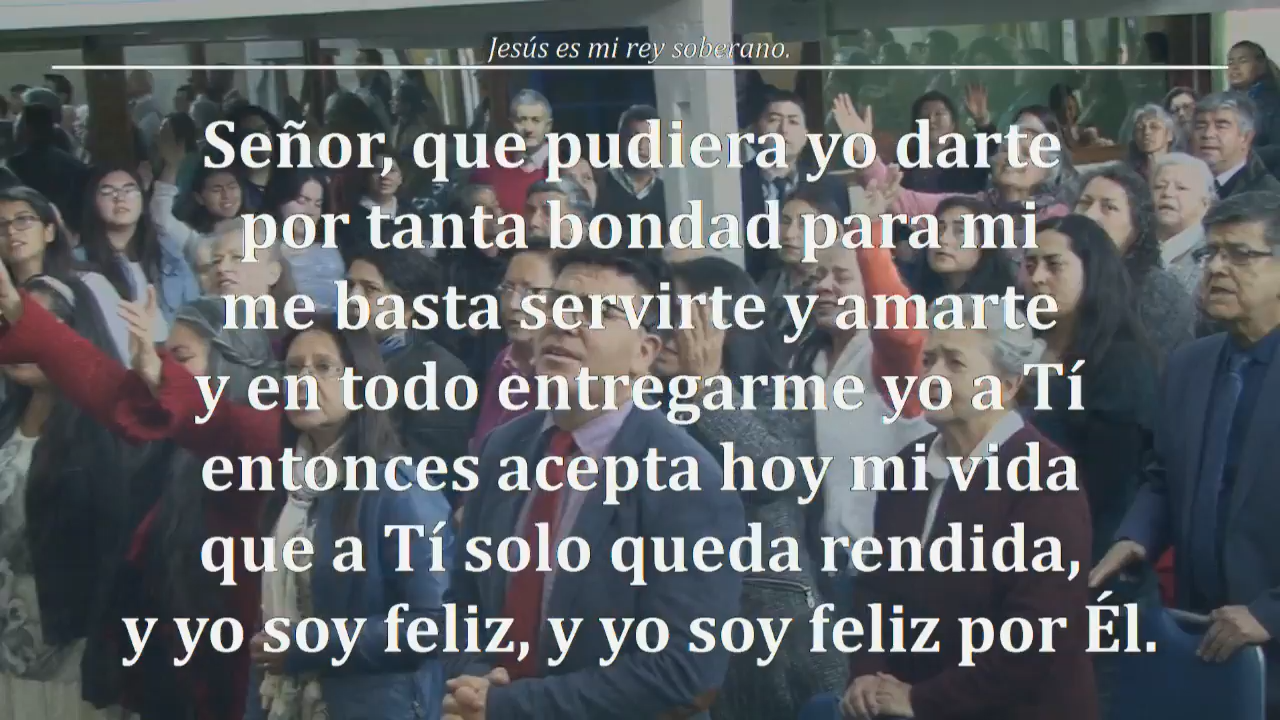 Jesús es mi rey soberano.
Señor, que pudiera yo darte
por tanta bondad para mi
me basta servirte y amarte
y en todo entregarme yo a Tí
entonces acepta hoy mi vida
que a Tí solo queda rendida,
y yo soy feliz, y yo soy feliz por Él.